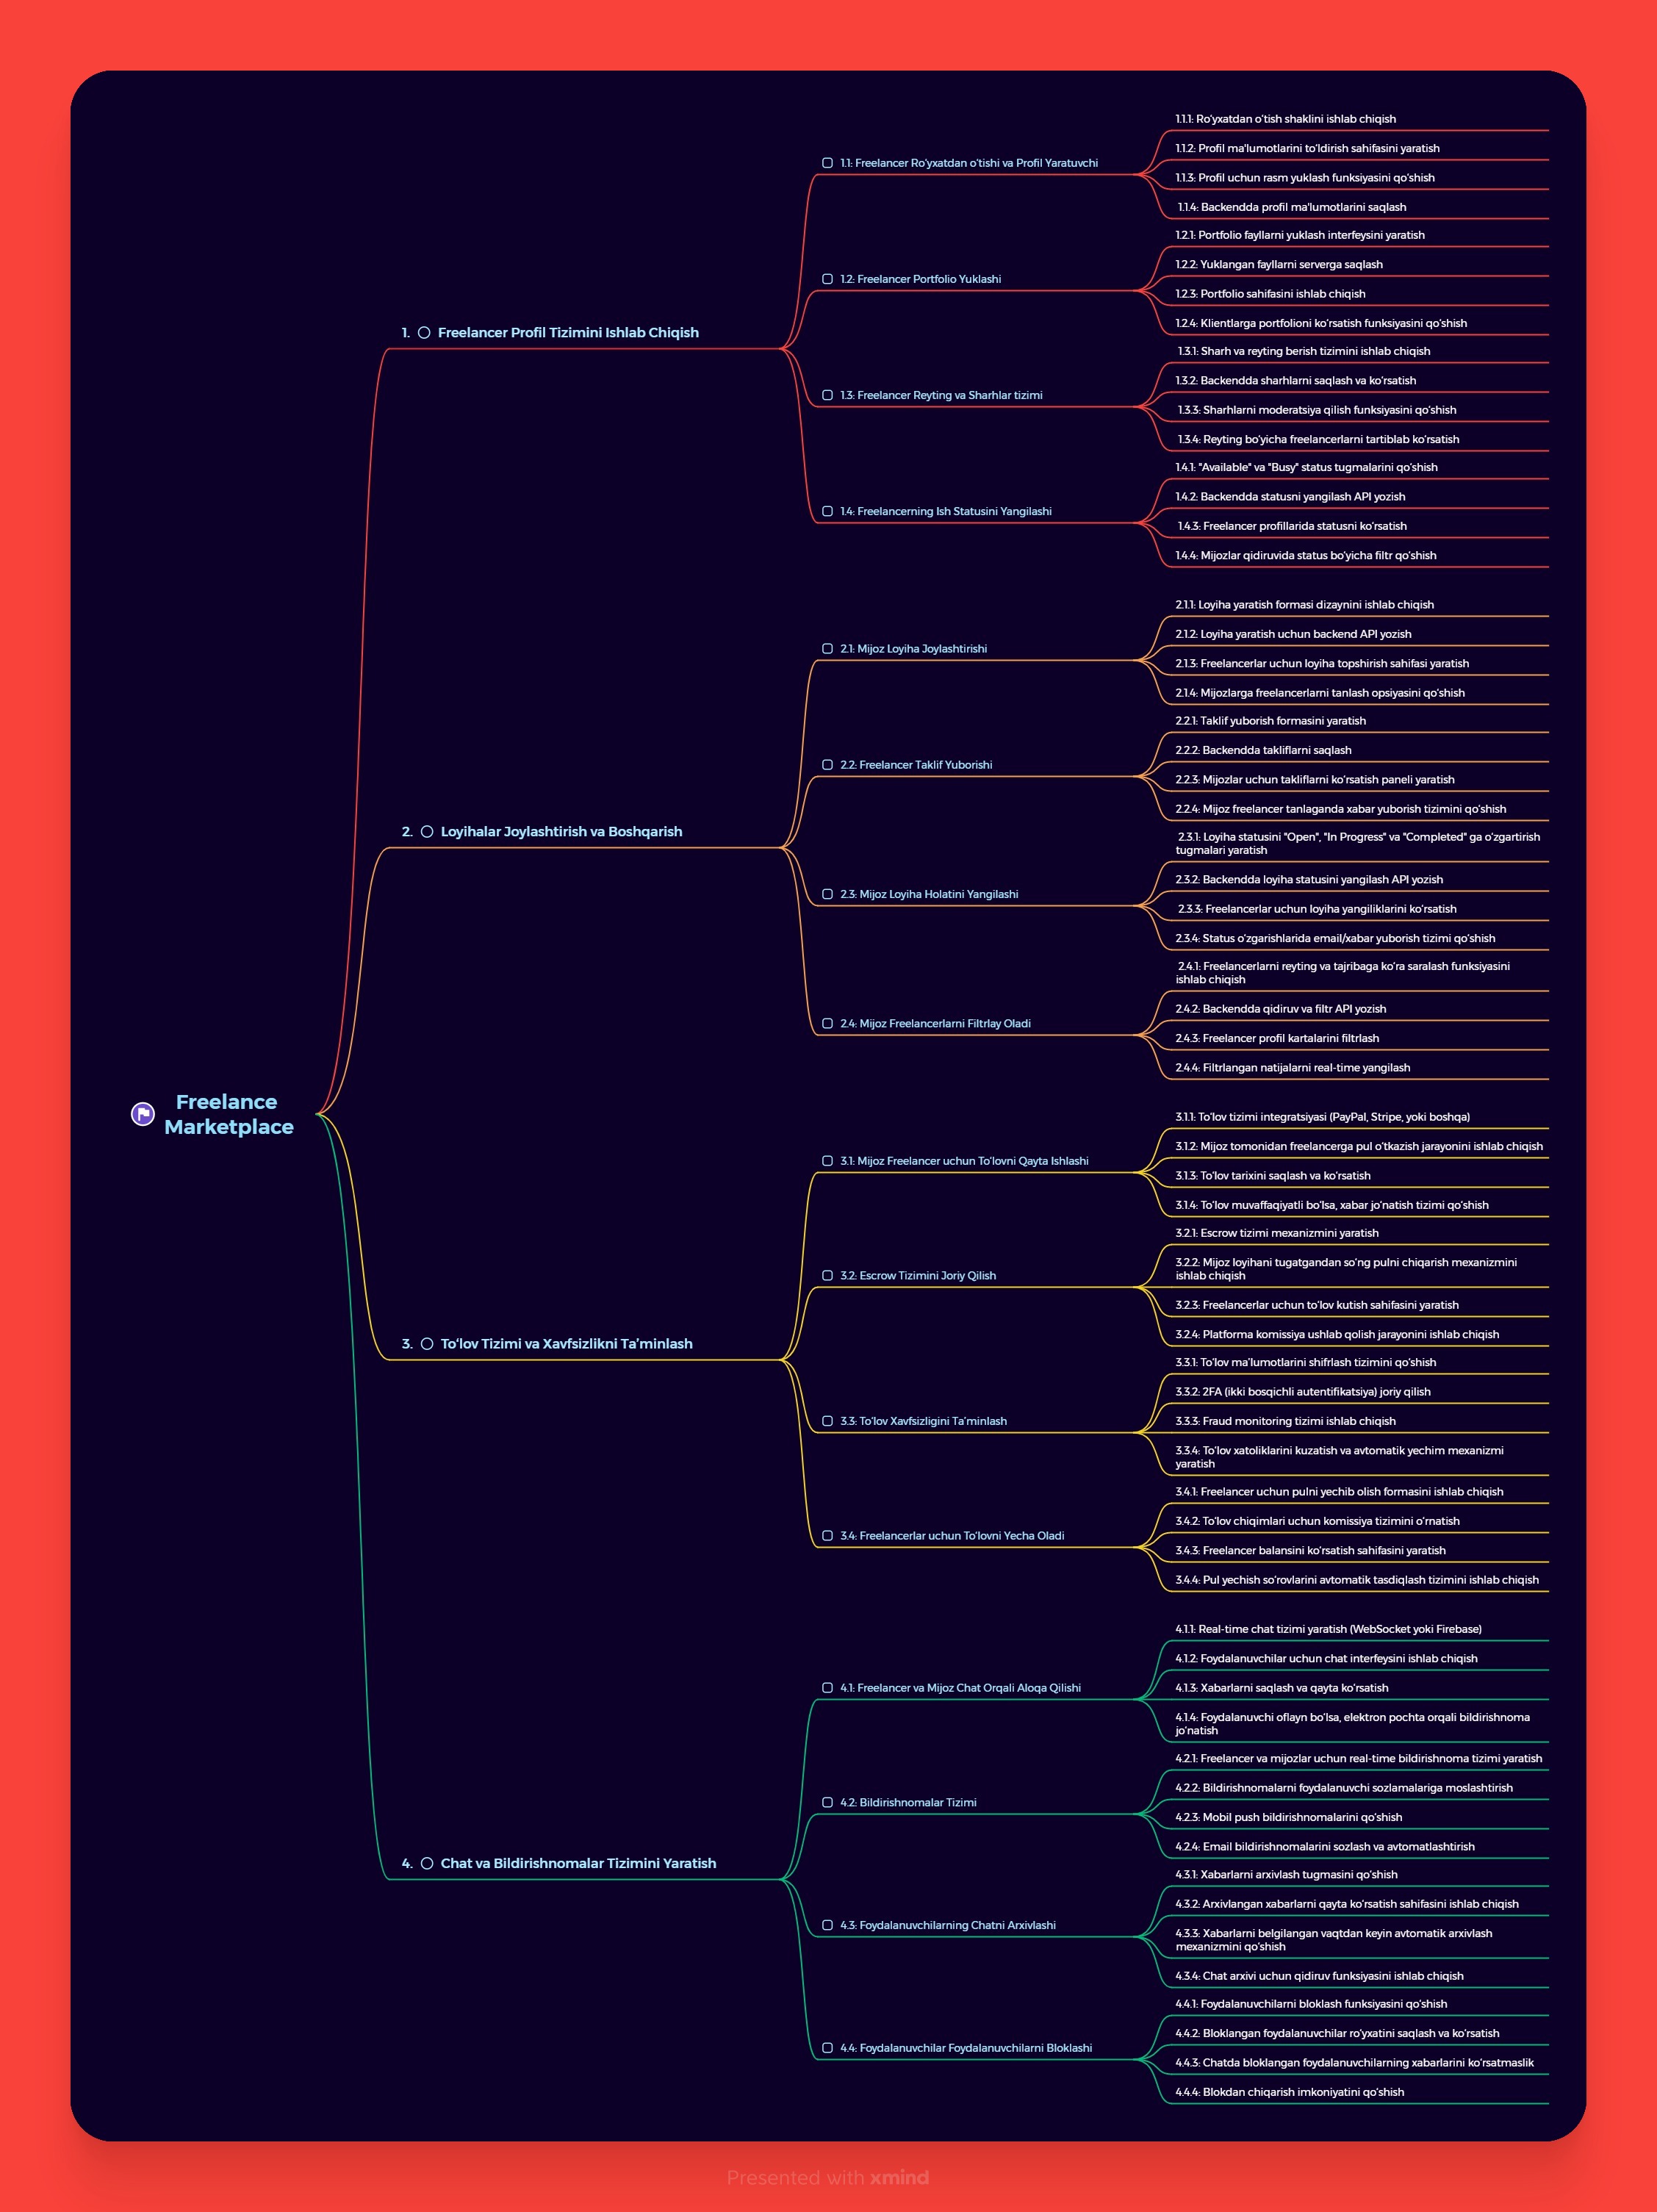 Freelance
Marketplace
1. Freelancer Profil Tizimini Ishlab Chiqish
1.1: Freelancer Ro‘yxatdan o‘tishi va Profil Yaratuvchi
1.1.1: Ro‘yxatdan o‘tish shaklini ishlab chiqish
1.1.2: Profil ma'lumotlarini to‘ldirish sahifasini yaratish
1.1.3: Profil uchun rasm yuklash funksiyasini qo‘shish
1.1.4: Backendda profil ma'lumotlarini saqlash
1.2: Freelancer Portfolio Yuklashi
1.2.1: Portfolio fayllarni yuklash interfeysini yaratish
1.2.2: Yuklangan fayllarni serverga saqlash
1.2.3: Portfolio sahifasini ishlab chiqish
1.2.4: Klientlarga portfolioni ko‘rsatish funksiyasini qo‘shish
1.3: Freelancer Reyting va Sharhlar tizimi
1.3.1: Sharh va reyting berish tizimini ishlab chiqish
1.3.2: Backendda sharhlarni saqlash va ko‘rsatish
1.3.3: Sharhlarni moderatsiya qilish funksiyasini qo‘shish
1.3.4: Reyting bo‘yicha freelancerlarni tartiblab ko‘rsatish
1.4: Freelancerning Ish Statusini Yangilashi
1.4.1: "Available" va "Busy" status tugmalarini qo‘shish
1.4.2: Backendda statusni yangilash API yozish
1.4.3: Freelancer profillarida statusni ko‘rsatish
1.4.4: Mijozlar qidiruvida status bo‘yicha filtr qo‘shish
2. Loyihalar Joylashtirish va Boshqarish
2.1: Mijoz Loyiha Joylashtirishi
2.1.1: Loyiha yaratish formasi dizaynini ishlab chiqish
2.1.2: Loyiha yaratish uchun backend API yozish
2.1.3: Freelancerlar uchun loyiha topshirish sahifasi yaratish
2.1.4: Mijozlarga freelancerlarni tanlash opsiyasini qo‘shish
2.2: Freelancer Taklif Yuborishi
2.2.1: Taklif yuborish formasini yaratish
2.2.2: Backendda takliflarni saqlash
2.2.3: Mijozlar uchun takliflarni ko‘rsatish paneli yaratish
2.2.4: Mijoz freelancer tanlaganda xabar yuborish tizimini qo‘shish
2.3: Mijoz Loyiha Holatini Yangilashi
2.3.1: Loyiha statusini "Open", "In Progress" va "Completed" ga o‘zgartirish
tugmalari yaratish
2.3.2: Backendda loyiha statusini yangilash API yozish
2.3.3: Freelancerlar uchun loyiha yangiliklarini ko‘rsatish
2.3.4: Status o‘zgarishlarida email/xabar yuborish tizimi qo‘shish
2.4: Mijoz Freelancerlarni Filtrlay Oladi
2.4.1: Freelancerlarni reyting va tajribaga ko‘ra saralash funksiyasini
ishlab chiqish
2.4.2: Backendda qidiruv va filtr API yozish
2.4.3: Freelancer profil kartalarini filtrlash
2.4.4: Filtrlangan natijalarni real-time yangilash
3. To‘lov Tizimi va Xavfsizlikni Ta’minlash
3.1: Mijoz Freelancer uchun To‘lovni Qayta Ishlashi
3.1.1: To‘lov tizimi integratsiyasi (PayPal, Stripe, yoki boshqa)
3.1.2: Mijoz tomonidan freelancerga pul o‘tkazish jarayonini ishlab chiqish
3.1.3: To‘lov tarixini saqlash va ko‘rsatish
3.1.4: To‘lov muvaffaqiyatli bo‘lsa, xabar jo‘natish tizimi qo‘shish
3.2: Escrow Tizimini Joriy Qilish
3.2.1: Escrow tizimi mexanizmini yaratish
3.2.2: Mijoz loyihani tugatgandan so‘ng pulni chiqarish mexanizmini
ishlab chiqish
3.2.3: Freelancerlar uchun to‘lov kutish sahifasini yaratish
3.2.4: Platforma komissiya ushlab qolish jarayonini ishlab chiqish
3.3: To‘lov Xavfsizligini Ta’minlash
3.3.1: To‘lov ma’lumotlarini shifrlash tizimini qo‘shish
3.3.2: 2FA (ikki bosqichli autentifikatsiya) joriy qilish
3.3.3: Fraud monitoring tizimi ishlab chiqish
3.3.4: To‘lov xatoliklarini kuzatish va avtomatik yechim mexanizmi
yaratish
3.4: Freelancerlar uchun To‘lovni Yecha Oladi
3.4.1: Freelancer uchun pulni yechib olish formasini ishlab chiqish
3.4.2: To‘lov chiqimlari uchun komissiya tizimini o‘rnatish
3.4.3: Freelancer balansini ko‘rsatish sahifasini yaratish
3.4.4: Pul yechish so‘rovlarini avtomatik tasdiqlash tizimini ishlab chiqish
4. Chat va Bildirishnomalar Tizimini Yaratish
4.1: Freelancer va Mijoz Chat Orqali Aloqa Qilishi
4.1.1: Real-time chat tizimi yaratish (WebSocket yoki Firebase)
4.1.2: Foydalanuvchilar uchun chat interfeysini ishlab chiqish
4.1.3: Xabarlarni saqlash va qayta ko‘rsatish
4.1.4: Foydalanuvchi oflayn bo‘lsa, elektron pochta orqali bildirishnoma
jo‘natish
4.2: Bildirishnomalar Tizimi
4.2.1: Freelancer va mijozlar uchun real-time bildirishnoma tizimi yaratish
4.2.2: Bildirishnomalarni foydalanuvchi sozlamalariga moslashtirish
4.2.3: Mobil push bildirishnomalarini qo‘shish
4.2.4: Email bildirishnomalarini sozlash va avtomatlashtirish
4.3: Foydalanuvchilarning Chatni Arxivlashi
4.3.1: Xabarlarni arxivlash tugmasini qo‘shish
4.3.2: Arxivlangan xabarlarni qayta ko‘rsatish sahifasini ishlab chiqish
4.3.3: Xabarlarni belgilangan vaqtdan keyin avtomatik arxivlash
mexanizmini qo‘shish
4.3.4: Chat arxivi uchun qidiruv funksiyasini ishlab chiqish
4.4: Foydalanuvchilar Foydalanuvchilarni Bloklashi
4.4.1: Foydalanuvchilarni bloklash funksiyasini qo‘shish
4.4.2: Bloklangan foydalanuvchilar ro‘yxatini saqlash va ko‘rsatish
4.4.3: Chatda bloklangan foydalanuvchilarning xabarlarini ko‘rsatmaslik
4.4.4: Blokdan chiqarish imkoniyatini qo‘shish
Presented with xmind